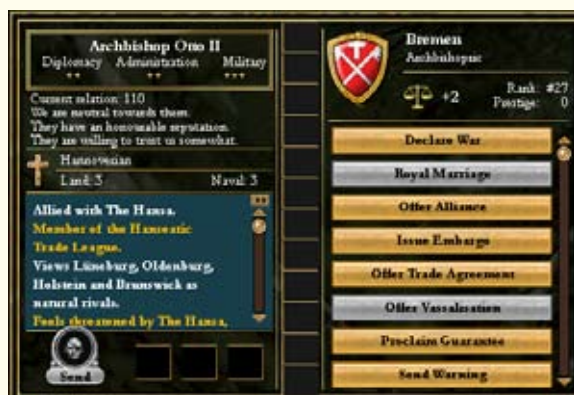 Archbishop Otto II
Diplomacy Administration Military
Current relation: 110
We are neutral towards them.
They have an honourable reputation.
They are willing to trust us somewhat.
Hannoverian
Land: 3 Naval: 3
Allied with The Hansa.
Member of the Hanseatic
Trade League.
Views Lüneburg, Oldenburg,
Holstein and Brunswick as
natural rivals.
Feels threatened by The Hansa,
Send
Bremen
Archbishopric
+2
Rank: #27
Prestige: 0
Declare War
Royal Marriage
Offer Alliance
Issue Embargo
Offer Trade Agreement
Offer Vassalisation
Proclaim Guarantee
Send Warning